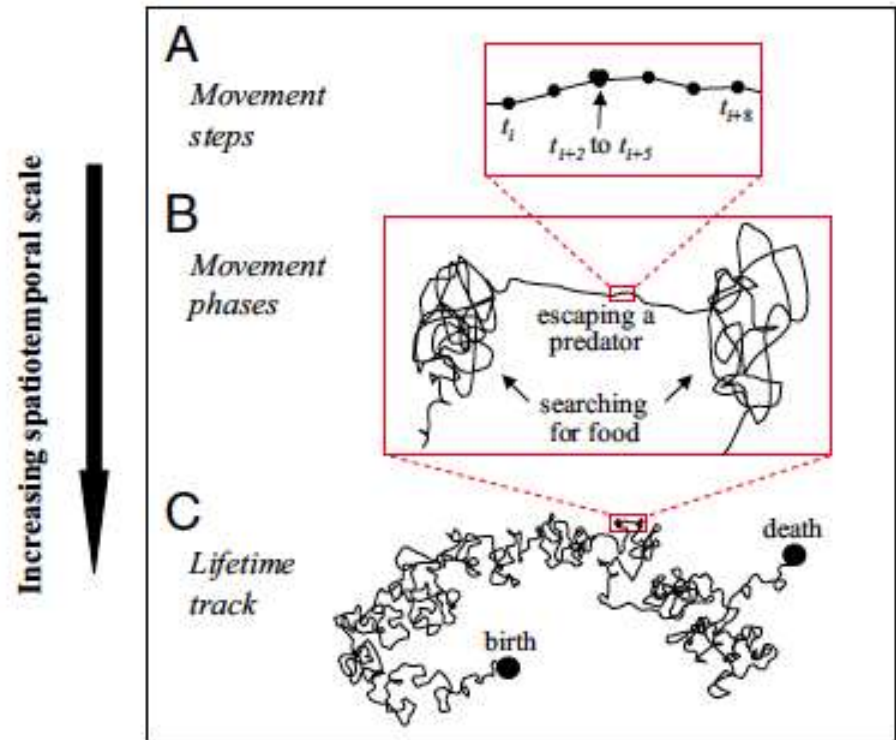 Increasing spatiotemporal scale
A
Movement
steps
t_i
t_{i+2} to t_{i+5}
t_{i+8}
B
Movement
phases
escaping a
predator
searching
for food
C
Lifetime
track
birth
death